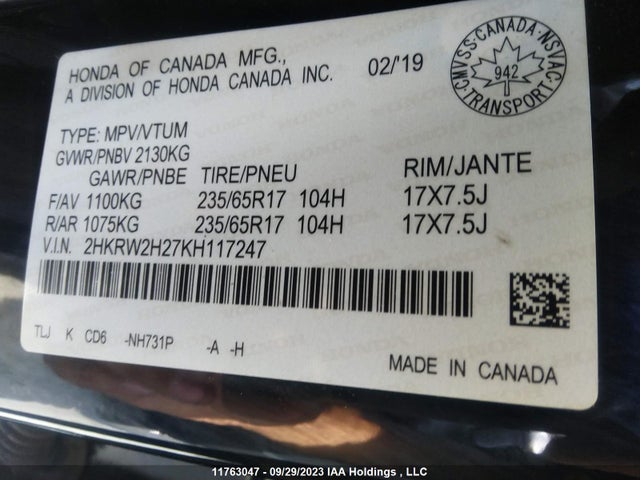 HONDA OF CANADA MFG., 02/'19
A DIVISION OF HONDA CANADA INC.
CMVSS·CANADA·NSVAC
942
TRANSPORT
TYPE: MPV/VTUM
GVWR/PNBV 2130KG
GAWR/PNBE TIRE/PNEU RIM/JANTE
F/AV 1100KG 235/65R17 104H 17X7.5J
R/AR 1075KG 235/65R17 104H 17X7.5J
V.I.N. 2HKRW2H27KH117247
TLJ K CD6 -NH731P -A -H
MADE IN CANADA
11763047 - 09/29/2023 IAA Holdings , LLC